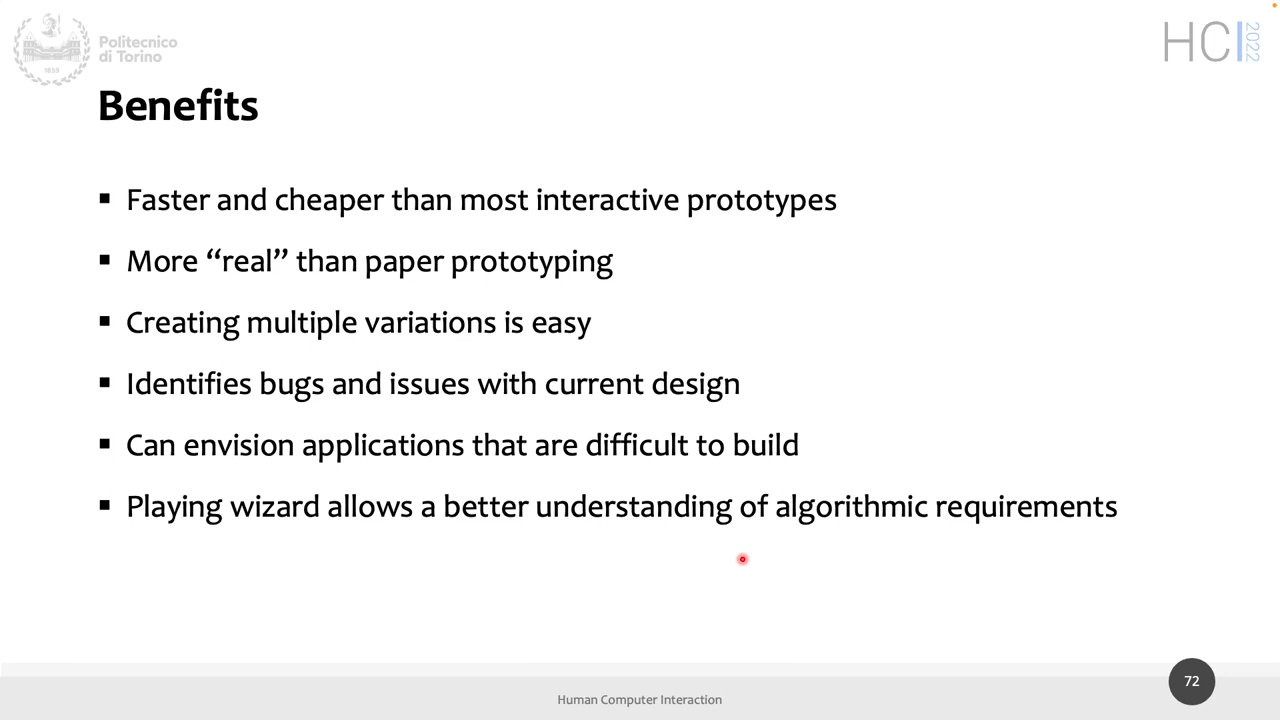 Politecnico
di Torino
1859
HCI 2022
Benefits
▪ Faster and cheaper than most interactive prototypes
▪ More “real” than paper prototyping
▪ Creating multiple variations is easy
▪ Identifies bugs and issues with current design
▪ Can envision applications that are difficult to build
▪ Playing wizard allows a better understanding of algorithmic requirements
Human Computer Interaction
72